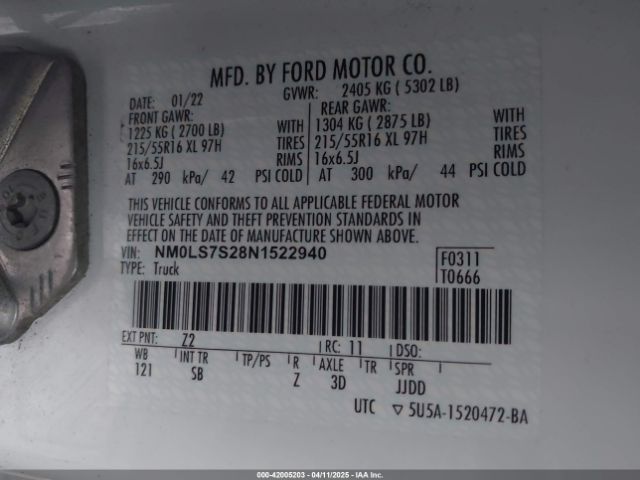 MFD. BY FORD MOTOR CO.
DATE: 01/22 GVWR: 2405 KG ( 5302 LB)
FRONT GAWR: REAR GAWR:
1225 KG ( 2700 LB) WITH 1304 KG ( 2875 LB) WITH
215/55R16 XL 97H TIRES 215/55R16 XL 97H TIRES
16x6.5J RIMS 16x6.5J RIMS
AT 290 kPa/ 42 PSI COLD AT 300 kPa/ 44 PSI COLD
THIS VEHICLE CONFORMS TO ALL APPLICABLE FEDERAL MOTOR
VEHICLE SAFETY AND THEFT PREVENTION STANDARDS IN
EFFECT ON THE DATE OF MANUFACTURE SHOWN ABOVE.
VIN: NM0LS7S28N1522940 F0311
TYPE: Truck T0666
EXT PNT: Z2 RC: 11 DSO:
WB INT TR TP/PS R AXLE TR SPR
121 SB Z 3D JJDD
UTC ▽ 5U5A-1520472-BA
000-42005203 - 04/11/2025 - IAA Inc.